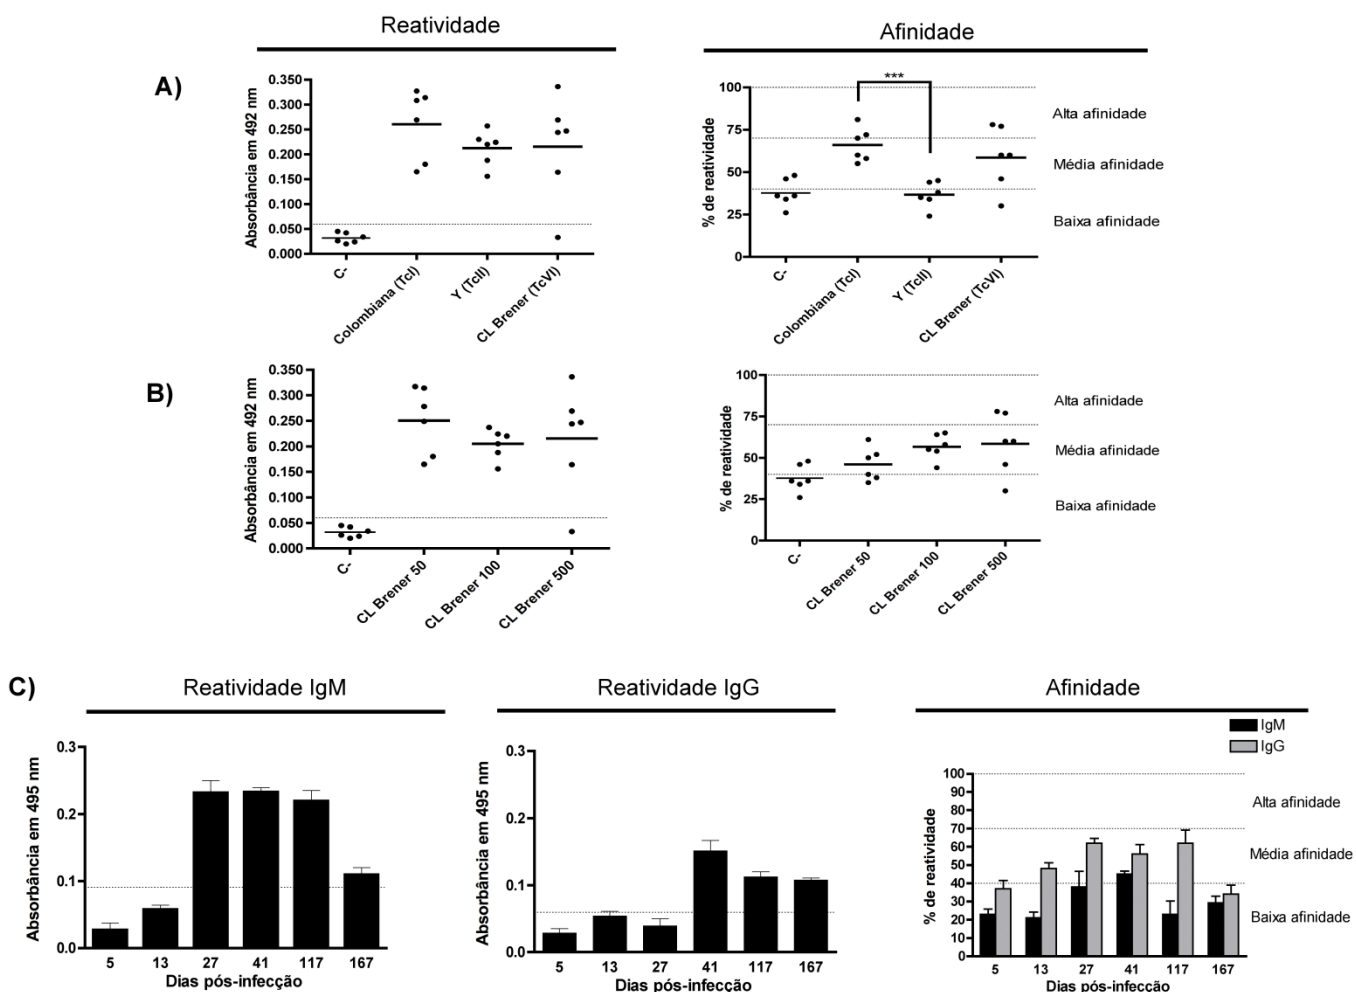 Reatividade
Afinidade
A)
Absorbância em 492 nm
0.350
0.300
0.250
0.200
0.150
0.100
0.050
0.000
C-
Colombiana (TcI)
Y (TcII)
CL Brener (TcVI)
% de reatividade
100
75
50
25
0
***
Alta afinidade
Média afinidade
Baixa afinidade
C-
Colombiana (TcI)
Y (TcII)
CL Brener (TcVI)
B)
Absorbância em 492 nm
0.350
0.300
0.250
0.200
0.150
0.100
0.050
0.000
C-
CL Brener 50
CL Brener 100
CL Brener 500
% de reatividade
100
75
50
25
0
Alta afinidade
Média afinidade
Baixa afinidade
C-
CL Brener 50
CL Brener 100
CL Brener 500
C)
Reatividade IgM
Reatividade IgG
Afinidade
Absorbância em 495 nm
0.3
0.2
0.1
0.0
5 13 27 41 117 167
Dias pós-infecção
Absorbância em 495 nm
0.3
0.2
0.1
0.0
5 13 27 41 117 167
Dias pós-infecção
IgM
IgG
% de reatividade
100
90
80
70
60
50
40
30
20
10
0
Alta afinidade
Média afinidade
Baixa afinidade
5 13 27 41 117 167
Dias pós-infecção